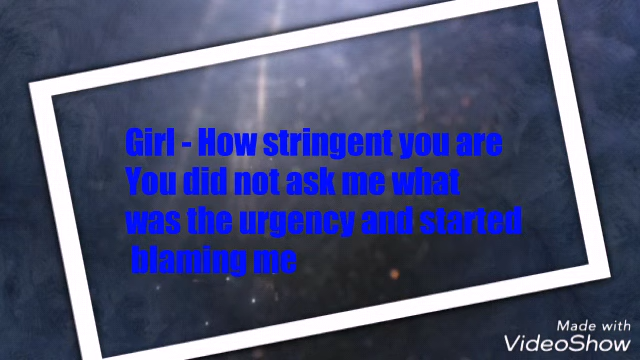 Girl - How stringent you are
You did not ask me what
was the urgency and started
blaming me
Made with
VideoShow